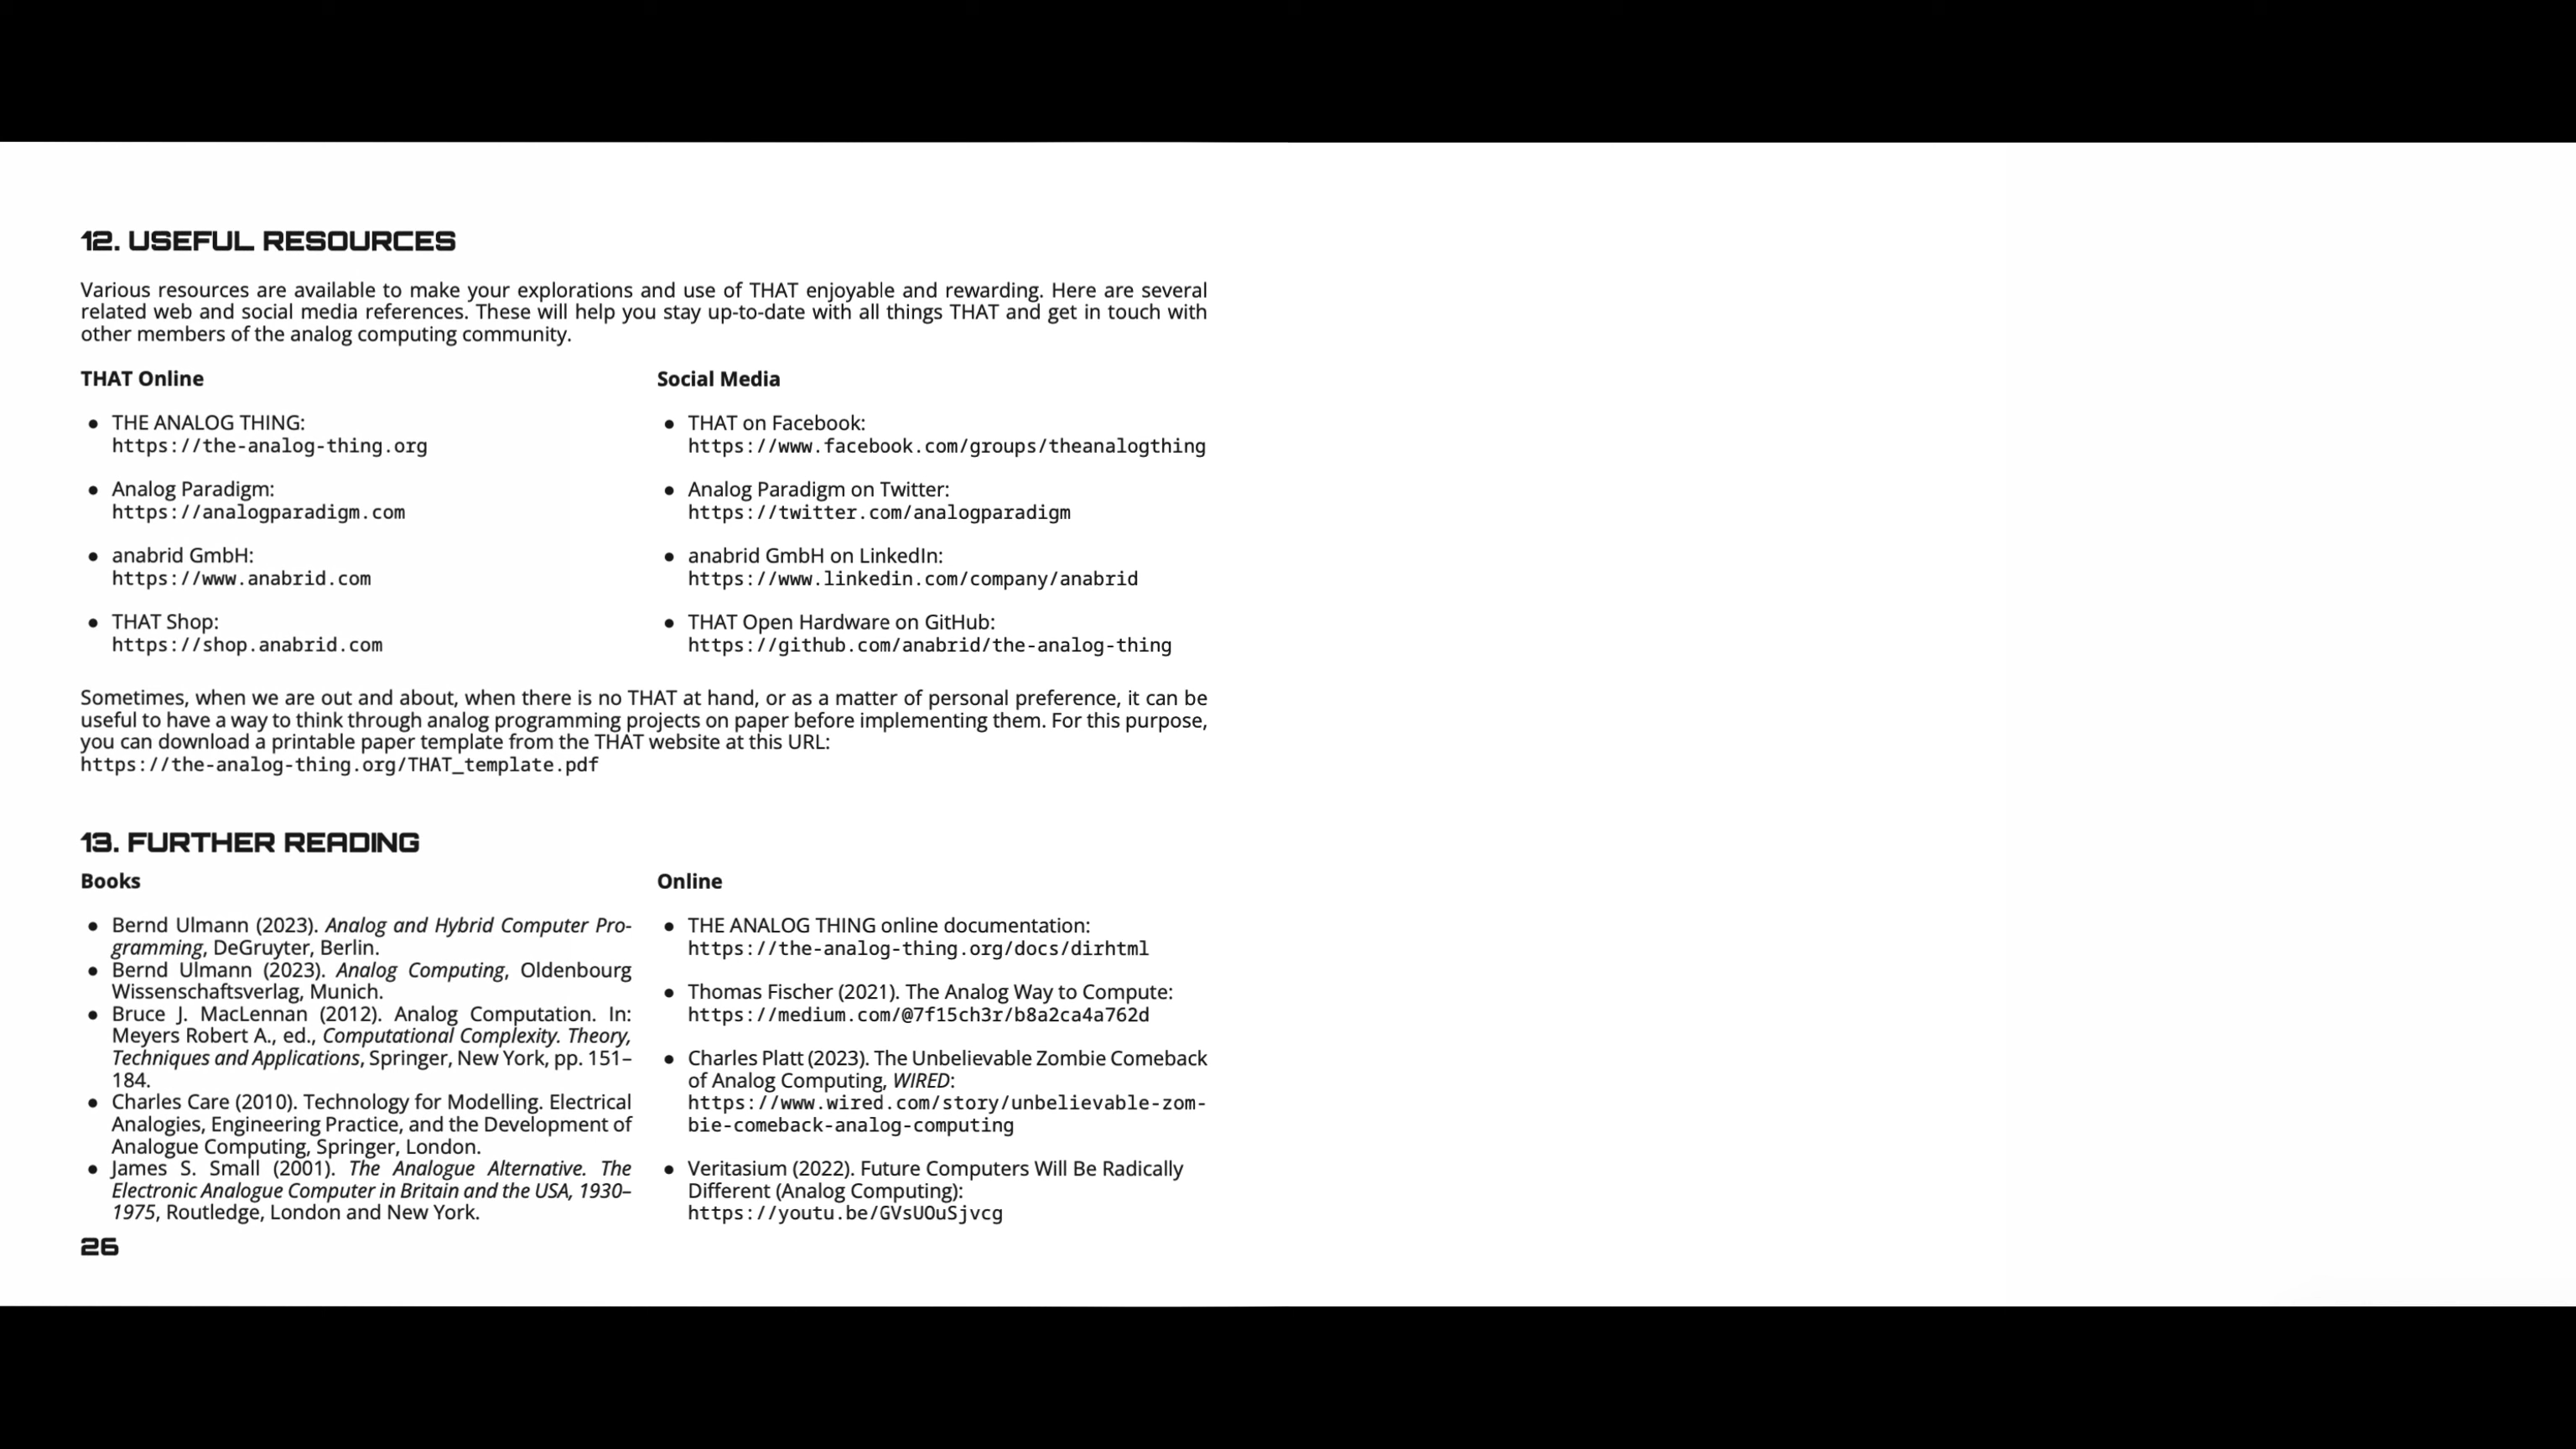 12. USEFUL RESOURCES
Various resources are available to make your explorations and use of THAT enjoyable and rewarding. Here are several
related web and social media references. These will help you stay up-to-date with all things THAT and get in touch with
other members of the analog computing community.
THAT Online
• THE ANALOG THING:
https://the-analog-thing.org
• Analog Paradigm:
https://analogparadigm.com
• anabrid GmbH:
https://www.anabrid.com
• THAT Shop:
https://shop.anabrid.com
Social Media
• THAT on Facebook:
https://www.facebook.com/groups/theanalogthing
• Analog Paradigm on Twitter:
https://twitter.com/analogparadigm
• anabrid GmbH on LinkedIn:
https://www.linkedin.com/company/anabrid
• THAT Open Hardware on GitHub:
https://github.com/anabrid/the-analog-thing
Sometimes, when we are out and about, when there is no THAT at hand, or as a matter of personal preference, it can be
useful to have a way to think through analog programming projects on paper before implementing them. For this purpose,
you can download a printable paper template from the THAT website at this URL:
https://the-analog-thing.org/THAT_template.pdf
13. FURTHER READING
Books
• Bernd Ulmann (2023). Analog and Hybrid Computer Pro-
gramming, DeGruyter, Berlin.
• Bernd Ulmann (2023). Analog Computing, Oldenbourg
Wissenschaftsverlag, Munich.
• Bruce J. MacLennan (2012). Analog Computation. In:
Meyers Robert A., ed., Computational Complexity. Theory,
Techniques and Applications, Springer, New York, pp. 151–
184.
• Charles Care (2010). Technology for Modelling. Electrical
Analogies, Engineering Practice, and the Development of
Analogue Computing, Springer, London.
• James S. Small (2001). The Analogue Alternative. The
Electronic Analogue Computer in Britain and the USA, 1930–
1975, Routledge, London and New York.
Online
• THE ANALOG THING online documentation:
https://the-analog-thing.org/docs/dirhtml
• Thomas Fischer (2021). The Analog Way to Compute:
https://medium.com/@7f15ch3r/b8a2ca4a762d
• Charles Platt (2023). The Unbelievable Zombie Comeback
of Analog Computing, WIRED:
https://www.wired.com/story/unbelievable-zom-
bie-comeback-analog-computing
• Veritasium (2022). Future Computers Will Be Radically
Different (Analog Computing):
https://youtu.be/GVsUOuSjvcg
26